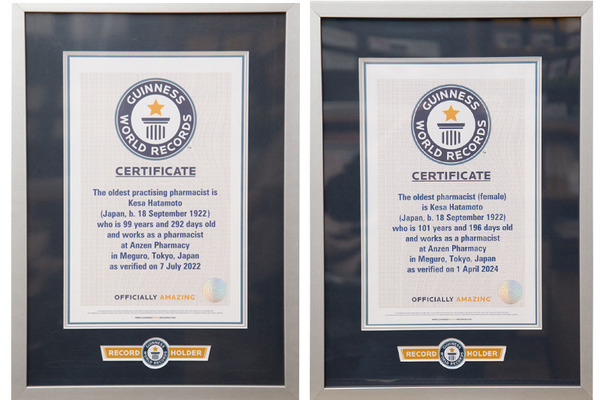 GUINNESS
WORLD RECORDS
CERTIFICATE
The oldest practising pharmacist is
Kesa Hatamoto
(Japan, b. 18 September 1922)
who is 99 years and 292 days old
and works as a pharmacist
at Anzen Pharmacy
in Meguro, Tokyo, Japan
as verified on 7 July 2022
OFFICIALLY AMAZING
RECORD HOLDER
GUINNESS
WORLD RECORDS
CERTIFICATE
The oldest pharmacist (female)
is Kesa Hatamoto
(Japan, b. 18 September 1922)
who is 101 years and 196 days old
and works as a pharmacist
at Anzen Pharmacy
in Meguro, Tokyo, Japan
as verified on 1 April 2024
OFFICIALLY AMAZING
RECORD HOLDER